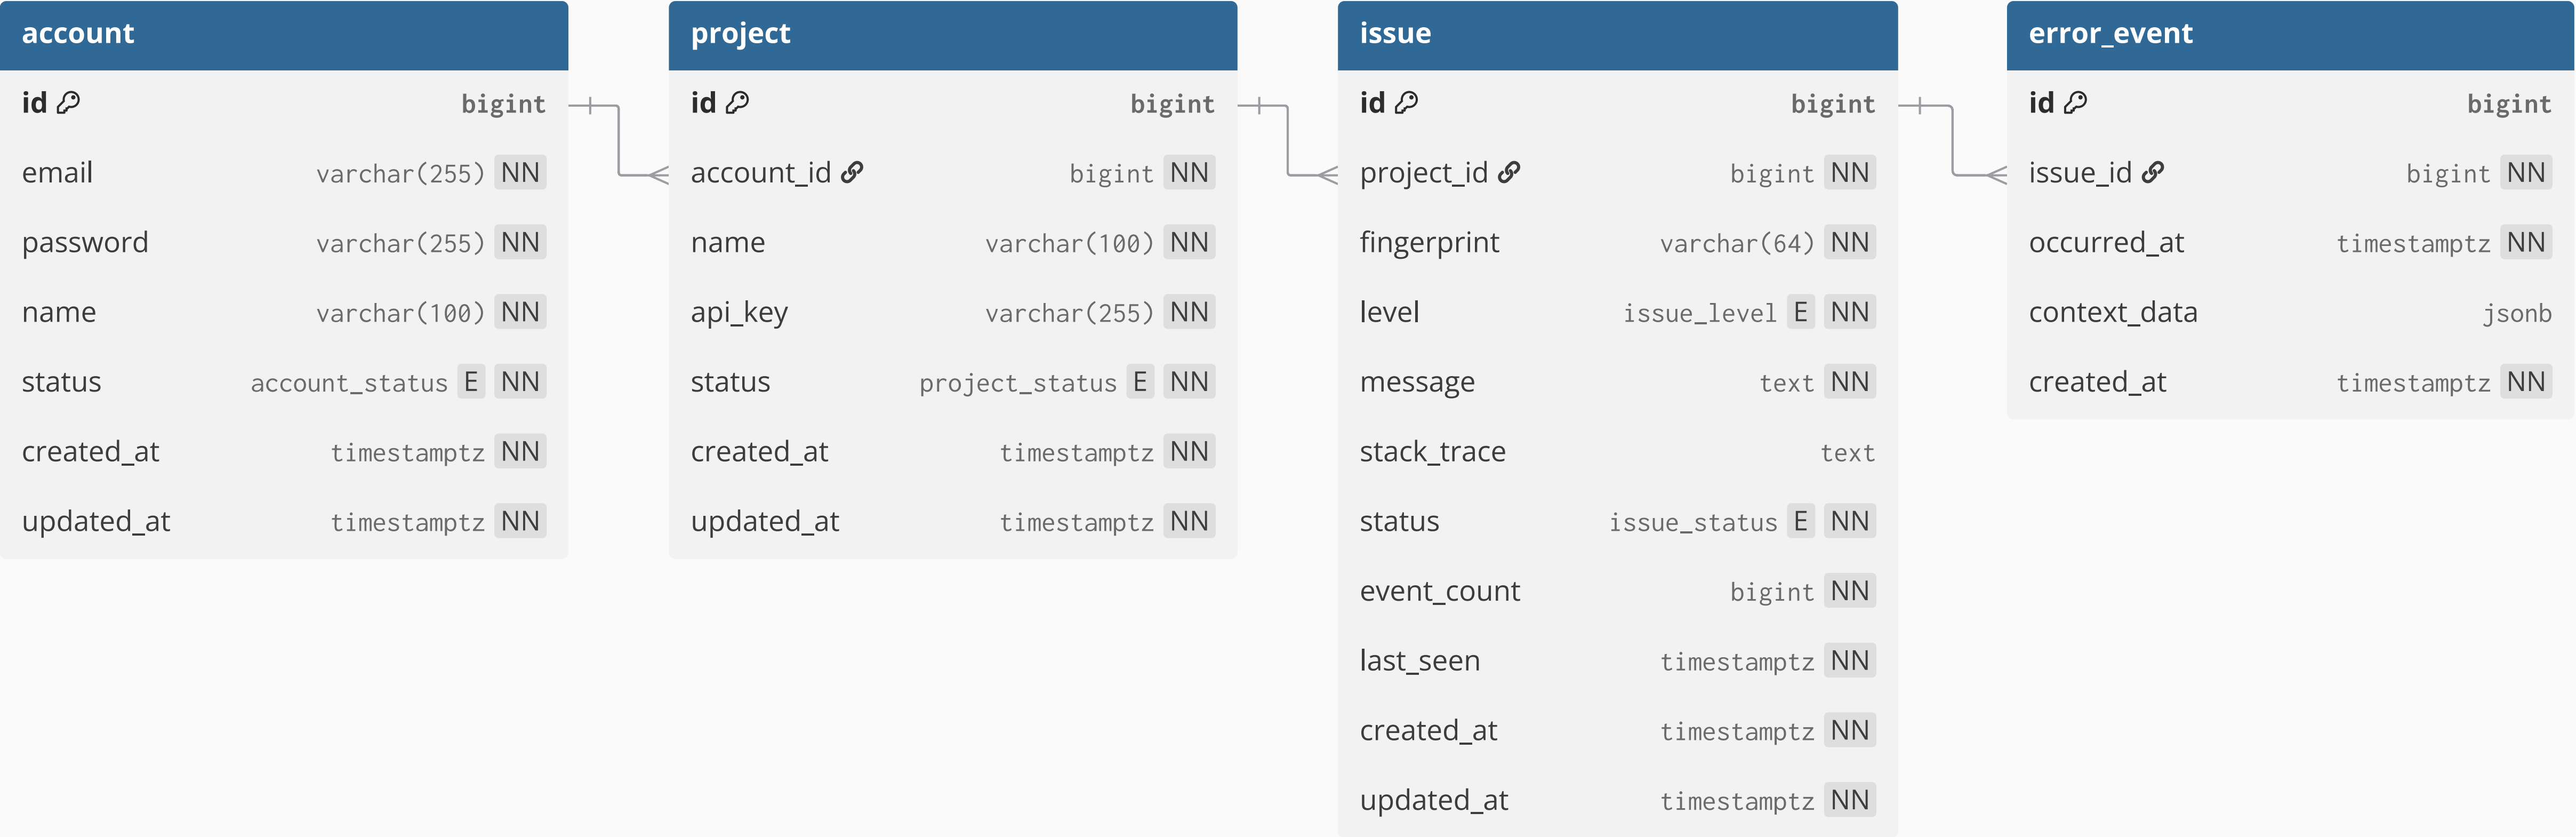 account
id bigint
email varchar(255) NN
password varchar(255) NN
name varchar(100) NN
status account_status E NN
created_at timestamptz NN
updated_at timestamptz NN
project
id bigint
account_id bigint NN
name varchar(100) NN
api_key varchar(255) NN
status project_status E NN
created_at timestamptz NN
updated_at timestamptz NN
issue
id bigint
project_id bigint NN
fingerprint varchar(64) NN
level issue_level E NN
message text NN
stack_trace text
status issue_status E NN
event_count bigint NN
last_seen timestamptz NN
created_at timestamptz NN
updated_at timestamptz NN
error_event
id bigint
issue_id bigint NN
occurred_at timestamptz NN
context_data jsonb
created_at timestamptz NN